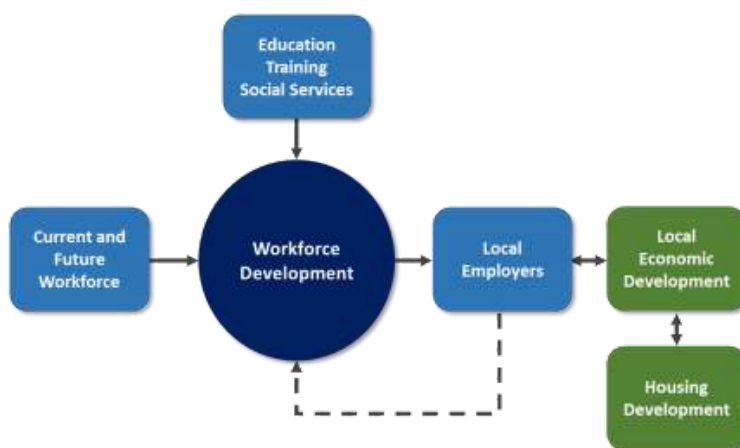 Education
Training
Social Services
Current and
Future
Workforce
Workforce
Development
Local
Employers
Local
Economic
Development
Housing
Development